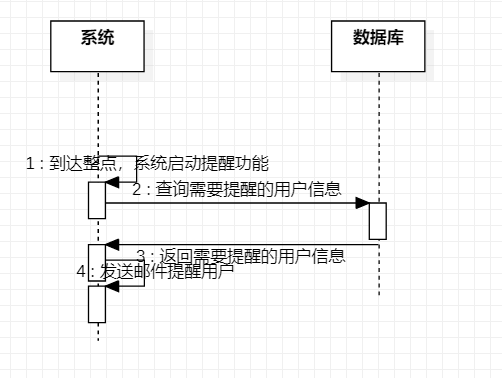 系统
数据库
1 : 到达整点，系统启动提醒功能
2 : 查询需要提醒的用户信息
3 : 返回需要提醒的用户信息
4 : 发送邮件提醒用户